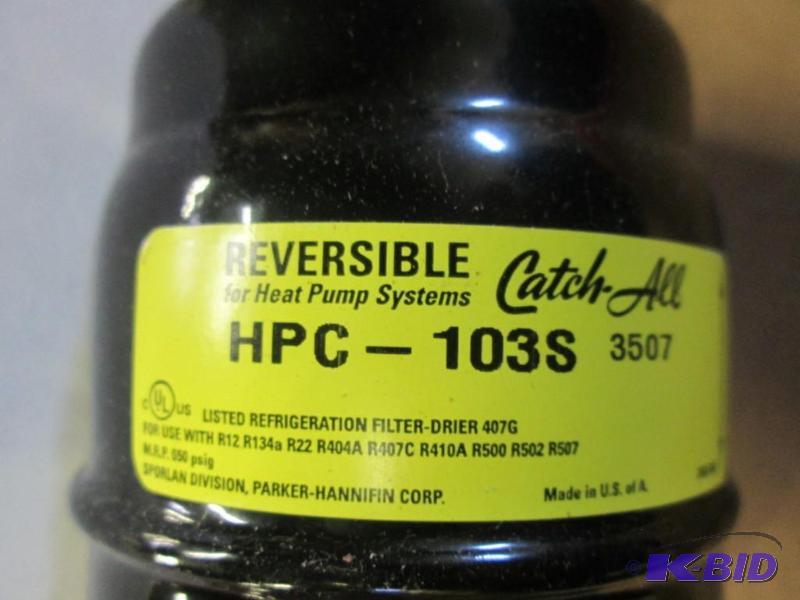 REVERSIBLE Catch-All
for Heat Pump Systems
HPC - 103S 3507
C UL US LISTED REFRIGERATION FILTER-DRIER 407G
FOR USE WITH R12 R134a R22 R404A R407C R410A R500 R502 R507
M.R.P. 650 psig
SPORLAN DIVISION, PARKER-HANNIFIN CORP. Made in U.S. of A.
© K-BID